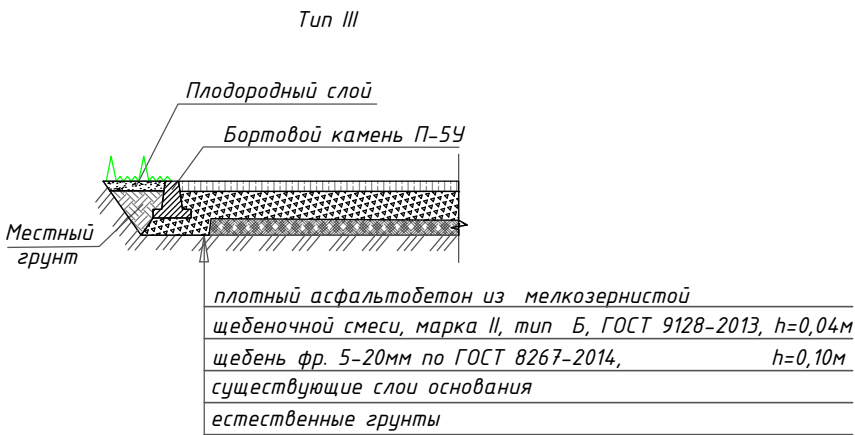 Тип III
Плодородный слой
Бортовой камень П-5У
Местный
грунт
плотный асфальтобетон из мелкозернистой
щебеночной смеси, марка II, тип Б, ГОСТ 9128-2013, h=0,04м
щебень фр. 5-20мм по ГОСТ 8267-2014, h=0,10м
существующие слои основания
естественные грунты